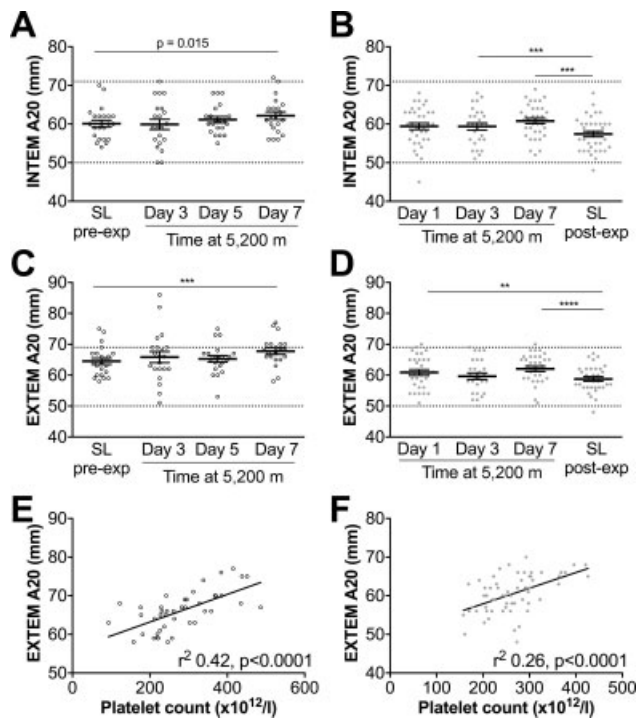 A
INTEM A20 (mm)
80
70
60
50
40
p = 0.015
SL
pre-exp
Day 3
Day 5
Day 7
Time at 5,200 m
B
INTEM A20 (mm)
80
70
60
50
40
***
***
Day 1
Day 3
Day 7
SL
post-exp
Time at 5,200 m
C
EXTEM A20 (mm)
90
80
70
60
50
40
***
SL
pre-exp
Day 3
Day 5
Day 7
Time at 5,200 m
D
EXTEM A20 (mm)
90
80
70
60
50
40
**
****
Day 1
Day 3
Day 7
SL
post-exp
Time at 5,200 m
E
EXTEM A20 (mm)
90
80
70
60
50
r² 0.42, p<0.0001
0
200
400
600
Platelet count (x10¹²/l)
F
EXTEM A20 (mm)
80
70
60
50
40
r² 0.26, p<0.0001
0
100
200
300
400
500
Platelet count (x10¹²/l)